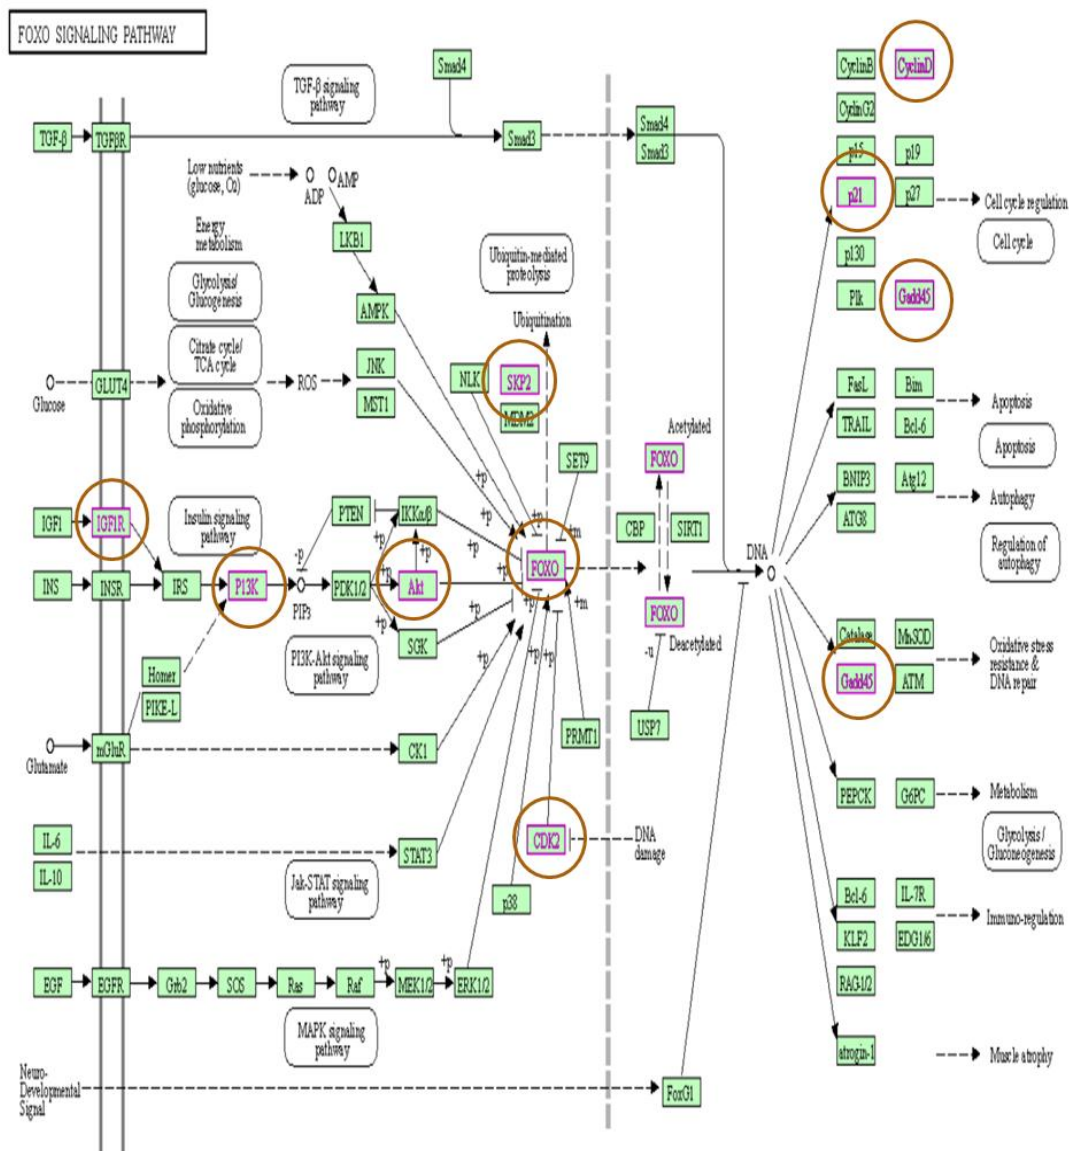 FOXO SIGNALING PATHWAY
Smad4
CyclinB
CyclinD
TGF-β signaling
pathway
CyclinG2
TGF-β
TGFβR
Smad3
Smad4
Smad3
p15
p19
Low nutrients
(glucose, O₂)
ADP
AMP
p21
p27
Cell cycle regulation
Energy
metabolism
LKB1
Ubiquitin-mediated
proteolysis
Cell cycle
p130
Glycolysis/
Glucogenesis
AMPK
Plk
Gadd45
Ubiquitination
Citrate cycle/
TCA cycle
JNK
NLK
SKP2
FasL
Bim
GLUT4
ROS
Glucose
MST1
MDM2
Apoptosis
Oxidative
phosphorylation
TRAIL
Bcl-6
Acetylated
Apoptosis
SET9
FOXO
BNIP3
Atg12
+p
Autophagy
IGF1
IGF1R
Insulin signaling
pathway
PTEN
IKKα/β
+p
+p
+m
CBP
SIRT1
ATG8
-p
+p
+p
+p
DNA
Regulation of
autophagy
FOXO
INS
INSR
IRS
PI3K
PIP₃
PDK1/2
+p
Akt
+p
+p
+p
+m
FOXO
Deacetylated
-u
SGK
Catalase
MnSOD
Oxidative stress
resistance &
DNA repair
PI3K-Akt signaling
pathway
+p
+p
+p
Homer
Gadd45
ATM
PIKE-L
PRMT1
USP7
Glutamate
mGluR
CK1
PEPCK
G6PC
Metabolism
IL-6
STAT3
CDK2
DNA
damage
Glycolysis /
Gluconeogenesis
IL-10
Jak-STAT signaling
pathway
p38
Bcl-6
IL-7R
Immuno-regulation
KLF2
EDG1/6
EGF
EGFR
Grb2
SOS
Ras
Raf
+p
MEK1/2
+p
ERK1/2
RAG-1/2
MAPK signaling
pathway
atrogin-1
Muscle atrophy
Neuro-
Developmental
Signal
FoxG1